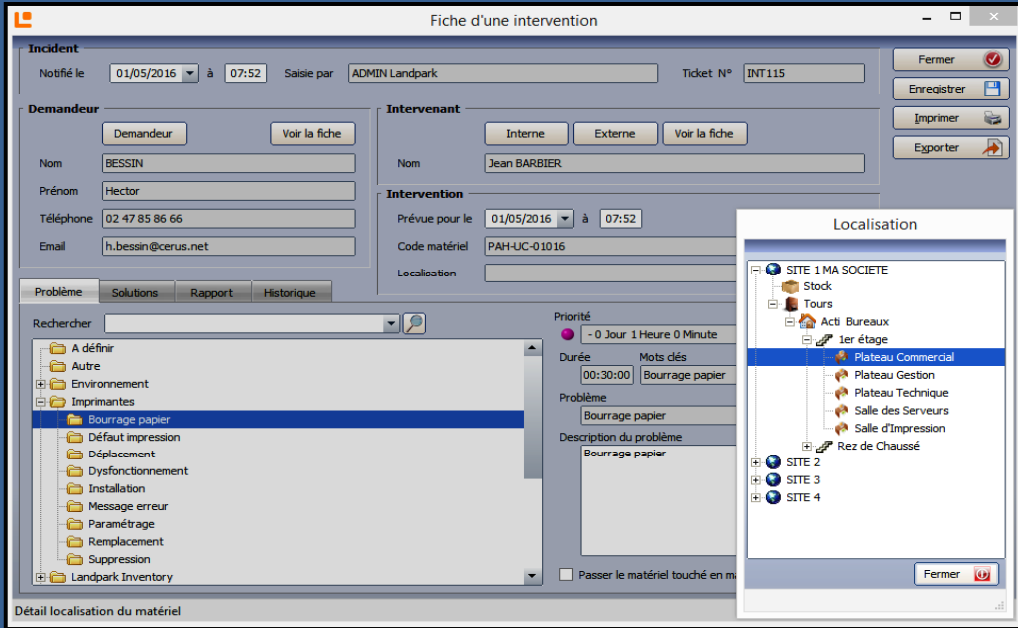 Fiche d'une intervention
Incident
Notifié le 01/05/2016 à 07:52 Saisie par ADMIN Landpark Ticket N° INT115
Fermer
Enregistrer
Imprimer
Exporter
Demandeur
Demandeur Voir la fiche
Nom BESSIN
Prénom Hector
Téléphone 02 47 85 86 66
Email h.bessin@cerus.net
Intervenant
Interne Externe Voir la fiche
Nom Jean BARBIER
Intervention
Prévue pour le 01/05/2016 à 07:52
Code matériel PAH-UC-01016
Localisation
Problème Solutions Rapport Historique
Rechercher
A définir
Autre
Environnement
Imprimantes
Bourrage papier
Défaut impression
Déplacement
Dysfonctionnement
Installation
Message erreur
Paramétrage
Remplacement
Suppression
Landpark Inventory
Priorité
- 0 Jour 1 Heure 0 Minute
Durée Mots clés
00:30:00 Bourrage papier
Problème
Bourrage papier
Description du problème
Bourrage papier
Passer le matériel touché en
Localisation
SITE 1 MA SOCIETE
Stock
Tours
Acti Bureaux
1er étage
Plateau Commercial
Plateau Gestion
Plateau Technique
Salle des Serveurs
Salle d'Impression
Rez de Chaussé
SITE 2
SITE 3
SITE 4
Fermer
Détail localisation du matériel